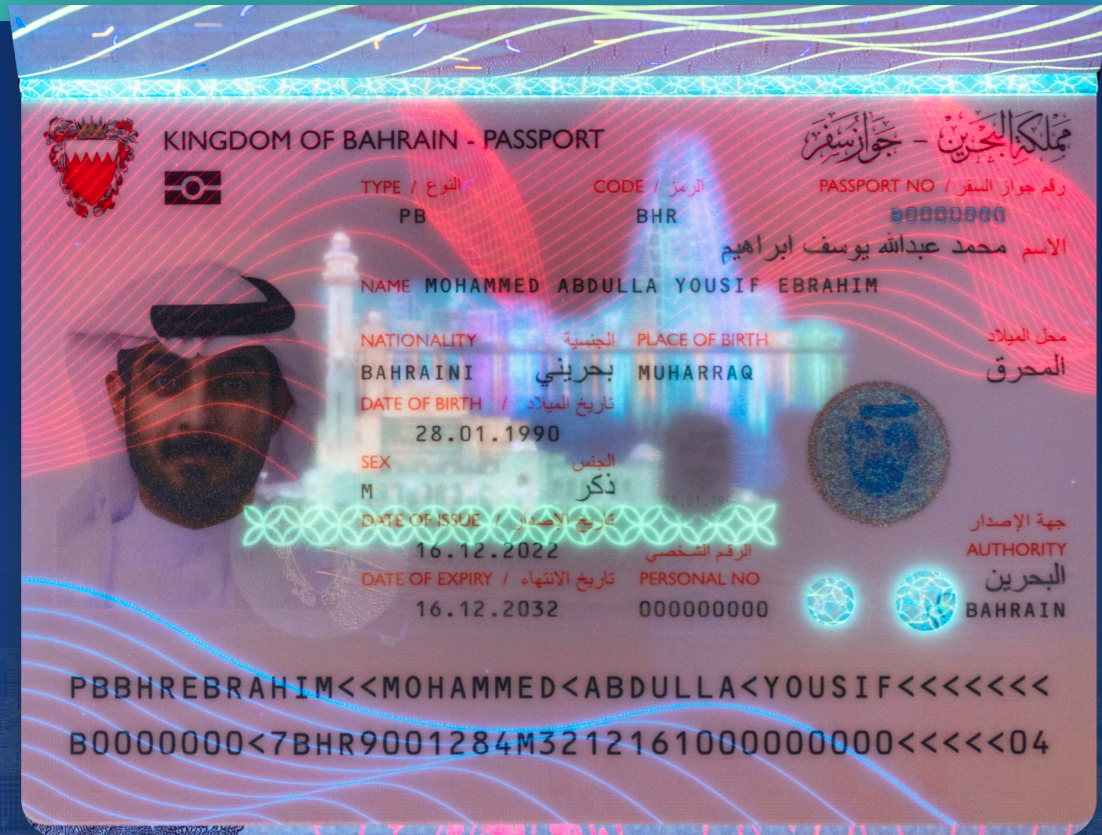 KINGDOM OF BAHRAIN - PASSPORT
مملكة البحرين - جواز سفر
TYPE / النوع
CODE / الرمز
PASSPORT NO / رقم جواز السفر
PB
BHR
B0000000
الاسم محمد عبدالله يوسف ابراهيم
NAME MOHAMMED ABDULLA YOUSIF EBRAHIM
NATIONALITY الجنسية
PLACE OF BIRTH محل الميلاد
BAHRAINI بحريني
MUHARRAQ المحرق
DATE OF BIRTH / تاريخ الميلاد
28.01.1990
SEX الجنس
M ذكر
DATE OF ISSUE / تاريخ الإصدار
جهة الإصدار
16.12.2022
الرقم الشخصي
AUTHORITY
DATE OF EXPIRY / تاريخ الانتهاء
PERSONAL NO
البحرين
16.12.2032
000000000
BAHRAIN
PBBHREBRAHIM<<MOHAMMED<ABDULLA<YOUSIF<<<<<<<
B0000000<7BHR9001284M3212161000000000<<<<<04